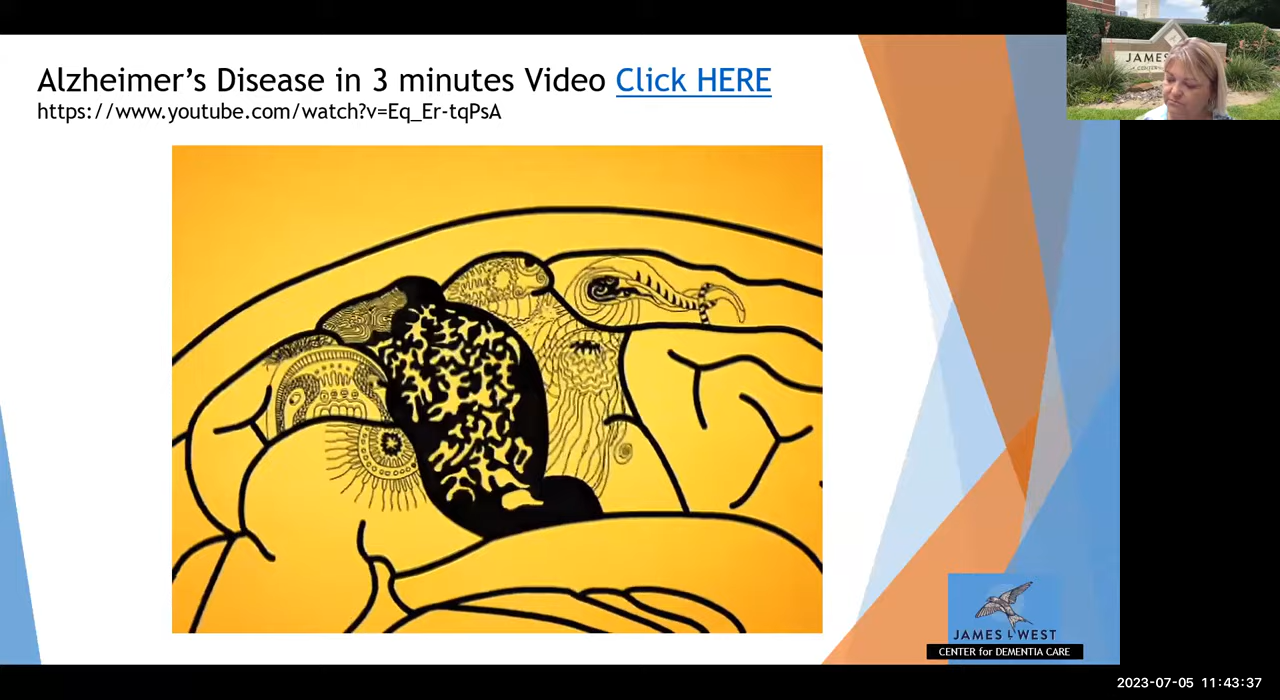 Alzheimer's Disease in 3 minutes Video Click HERE
https://www.youtube.com/watch?v=Eq_Er-tqPsA
JAMES
JAMES L WEST
CENTER for DEMENTIA CARE
2023-07-05 11:43:37